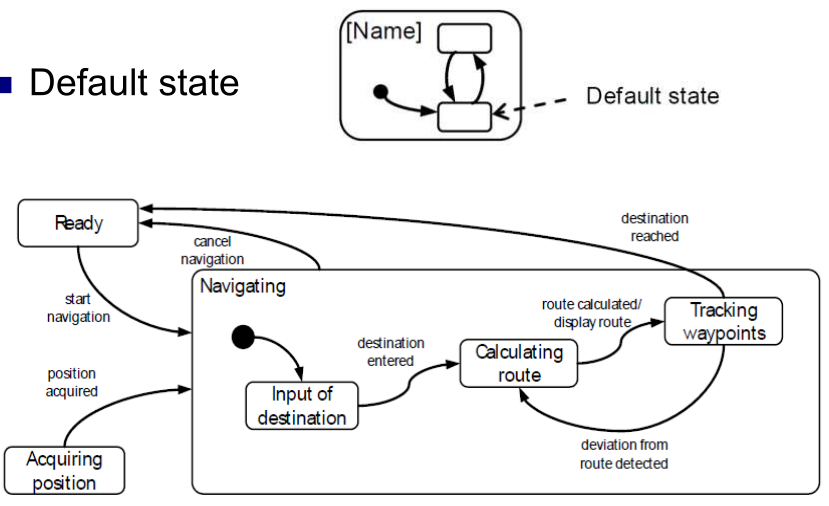 [Name]
Default state
Default state
Ready
destination
reached
cancel
navigation
Navigating
start
navigation
route calculated/
display route
Tracking
waypoints
destination
entered
Calculating
route
position
acquired
Input of
destination
deviation from
route detected
Acquiring
position